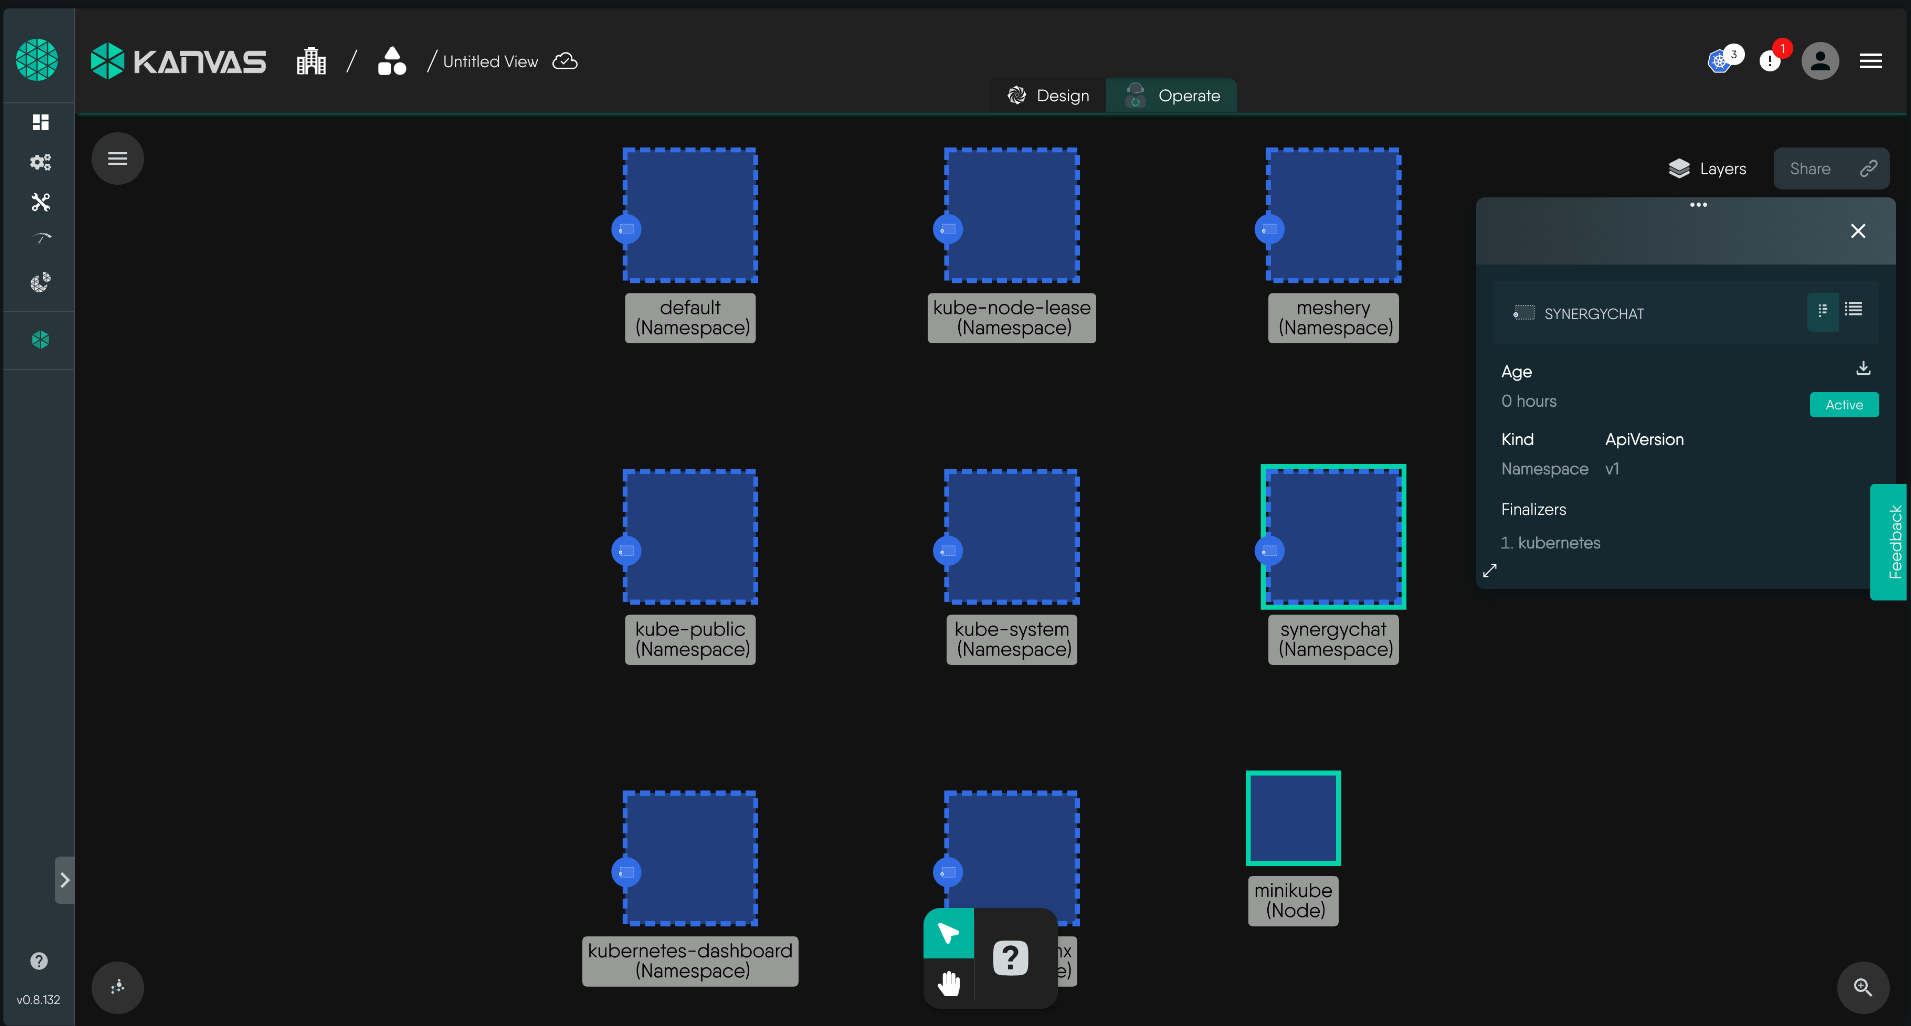 KANVAS
/
/ Untitled View
3
1
Design
Operate
Layers
Share
default
(Namespace)
kube-node-lease
(Namespace)
meshery
(Namespace)
SYNERGYCHAT
Age
0 hours
Active
Kind
ApiVersion
Namespace
v1
Finalizers
1. kubernetes
Feedback
kube-public
(Namespace)
kube-system
(Namespace)
synergychat
(Namespace)
kubernetes-dashboard
(Namespace)
minikube
(Node)
?
v0.8.132